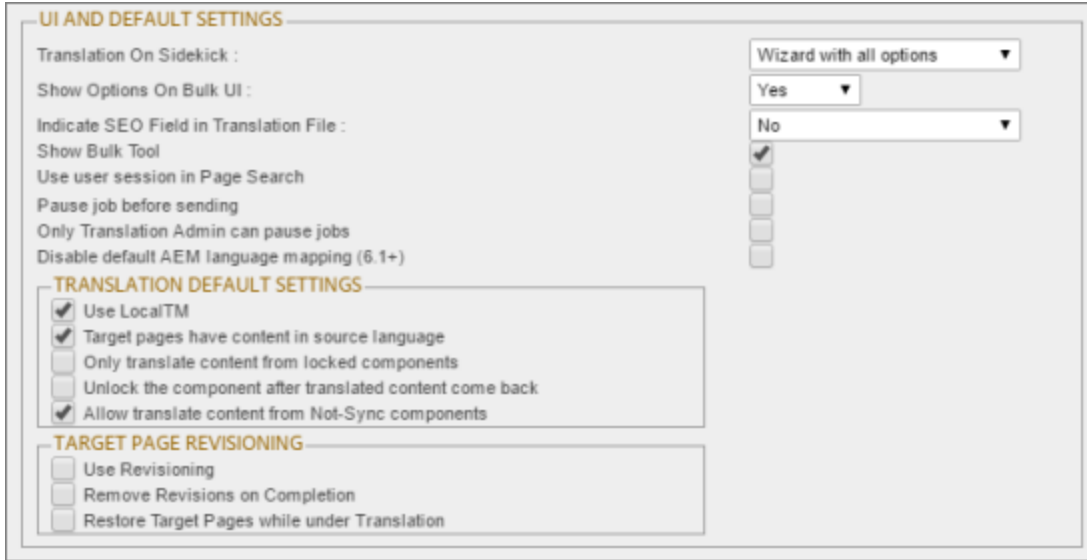 UI AND DEFAULT SETTINGS
Translation On Sidekick : Wizard with all options
Show Options On Bulk UI : Yes
Indicate SEO Field in Translation File : No
Show Bulk Tool
Use user session in Page Search
Pause job before sending
Only Translation Admin can pause jobs
Disable default AEM language mapping (6.1+)
TRANSLATION DEFAULT SETTINGS
Use LocalTM
Target pages have content in source language
Only translate content from locked components
Unlock the component after translated content come back
Allow translate content from Not-Sync components
TARGET PAGE REVISIONING
Use Revisioning
Remove Revisions on Completion
Restore Target Pages while under Translation